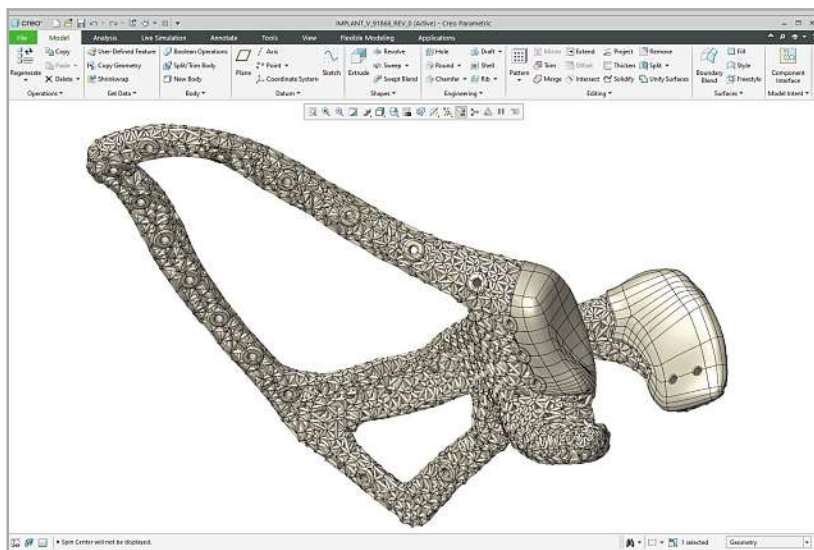 creo
IMPLANT_V_91868_REV_0 (Active) - Creo Parametric
File Model Analysis Live Simulation Annotate Tools View Flexible Modeling Applications
Copy User-Defined Feature Boolean Operations Axis Revolve Hole Draft Mirror Extend Project Remove Fill
Regenerate Paste Copy Geometry Split/Trim Body Plane Point Sketch Extrude Sweep Round Shell Pattern Trim Offset Thicken Split Boundary Blend Style Component Interface
Delete Shrinkwrap New Body Coordinate System Swept Blend Chamfer Rib Merge Intersect Solidify Unify Surfaces Freestyle
Operations Get Data Body Datum Shapes Engineering Editing Surfaces Model Intent
Spin Center will not be displayed. 1 selected Geometry